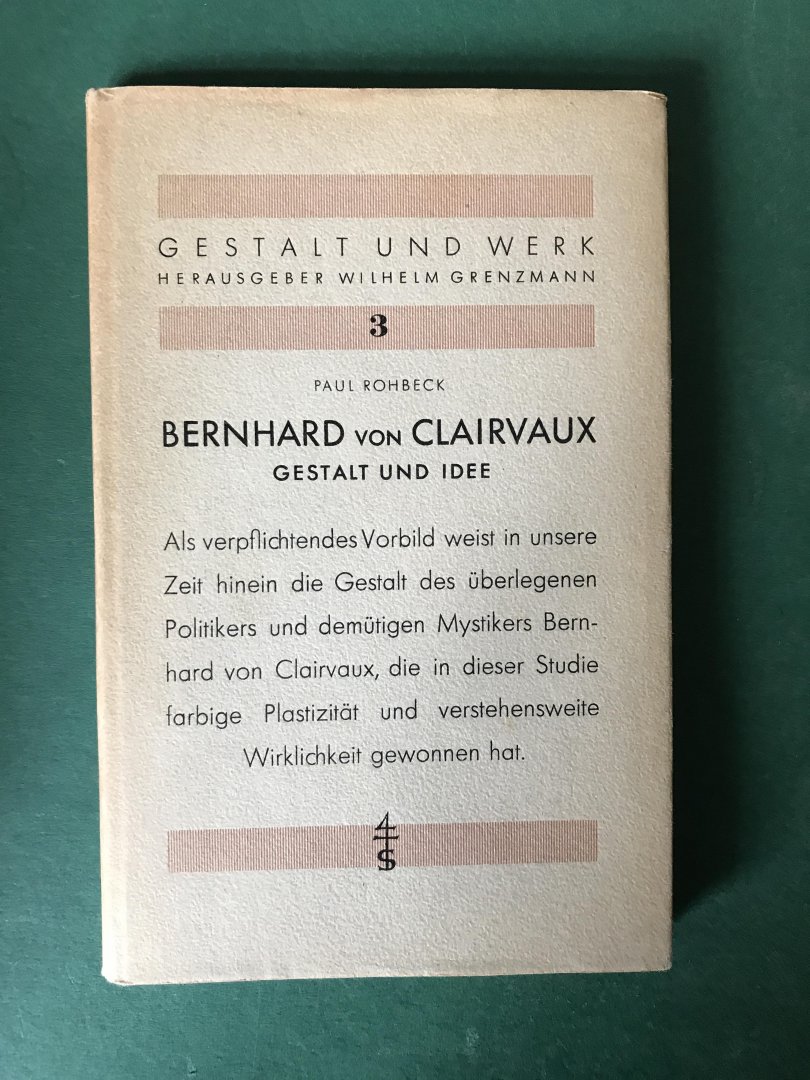 GESTALT UND WERK
HERAUSGEBER WILHELM GRENZMANN
3
PAUL ROHBECK
BERNHARD VON CLAIRVAUX
GESTALT UND IDEE
Als verpflichtendes Vorbild weist in unsere
Zeit hinein die Gestalt des überlegenen
Politikers und demütigen Mystikers Bern-
hard von Clairvaux, die in dieser Studie
farbige Plastizität und verstehensweite
Wirklichkeit gewonnen hat.
4
S